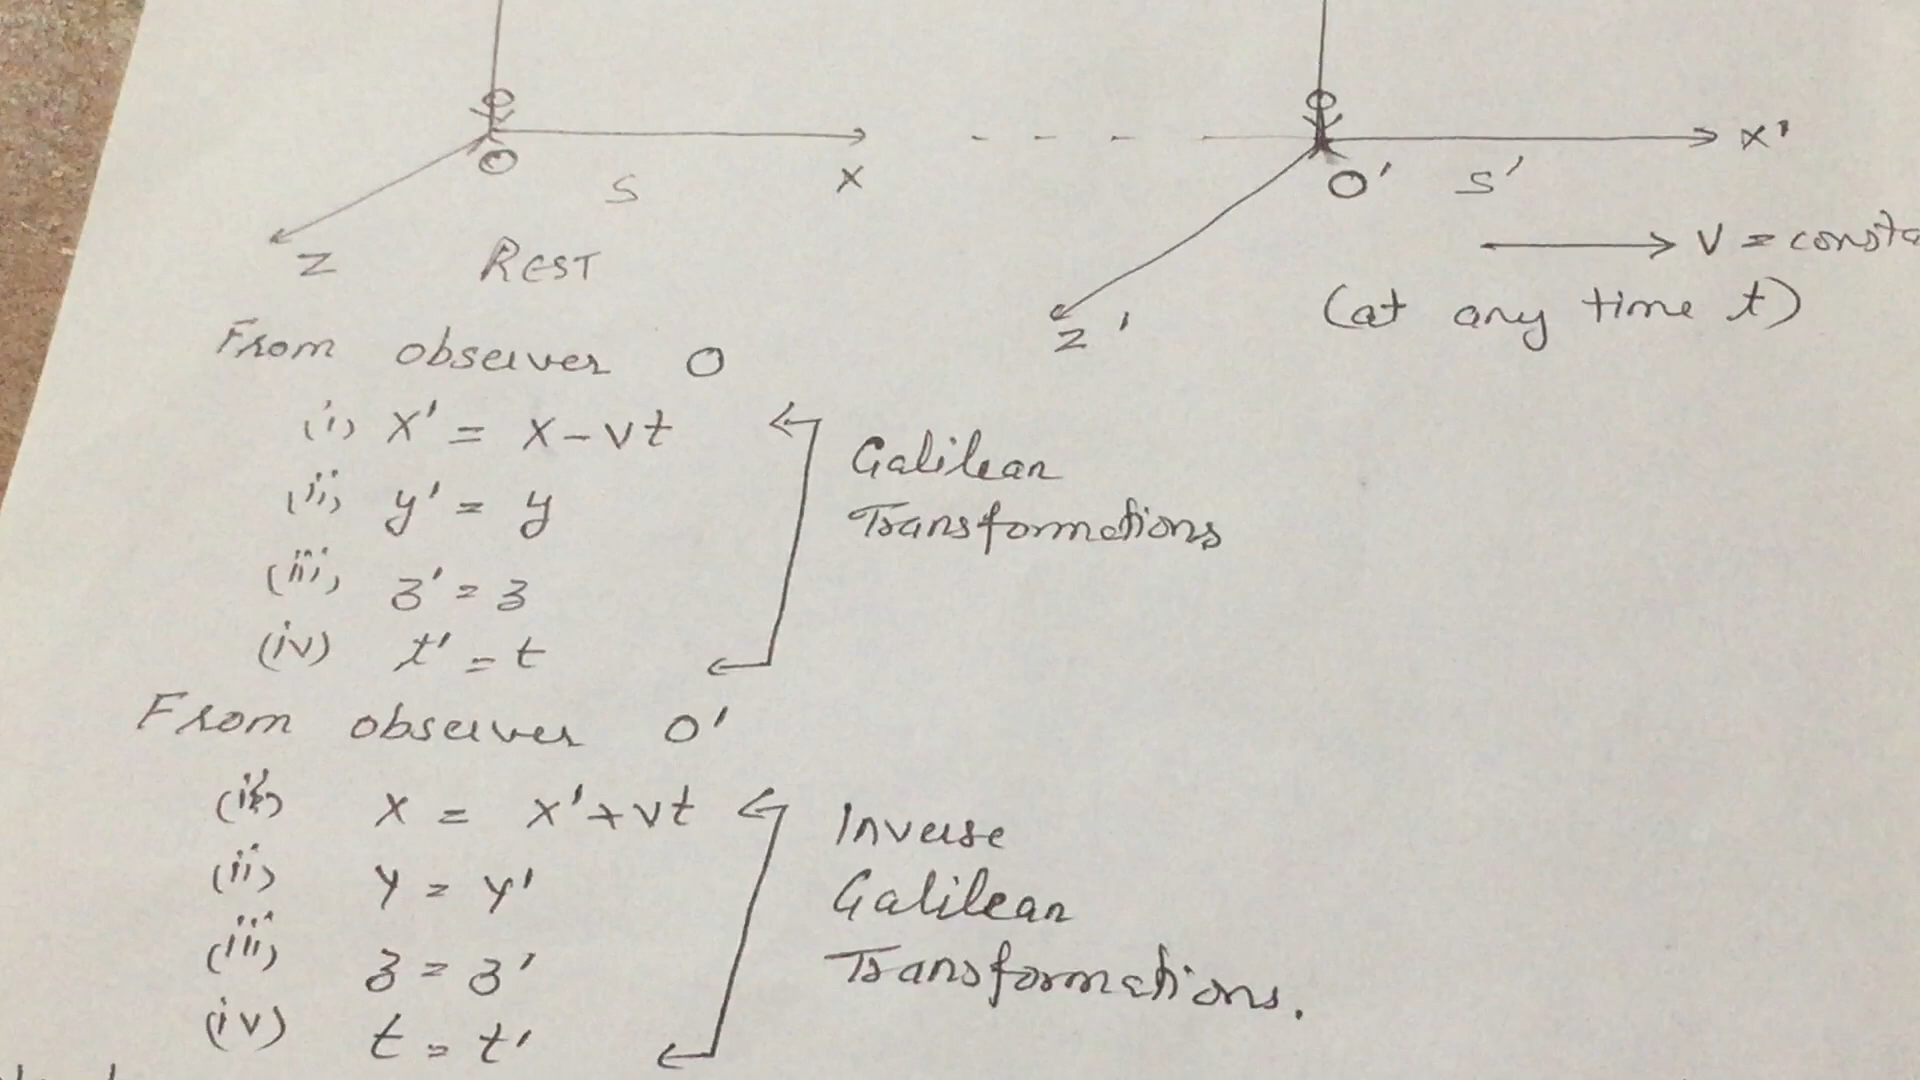 O S X
Z REST
X'
O' S'
V = consta
Z' (at any time t)
From observer O
(i) x' = x - vt
Galilean
Transformations
(ii) y' = y
(iii) z' = z
(iv) t' = t
From observer O'
(i) x = x' + vt
Inverse
Galilean
Transformations.
(ii) y = y'
(iii) z = z'
(iv) t = t'